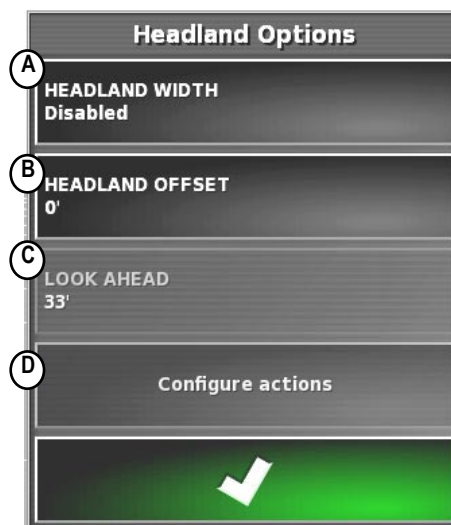 Headland Options
A
HEADLAND WIDTH
Disabled
B
HEADLAND OFFSET
0'
C
LOOK AHEAD
33'
D
Configure actions